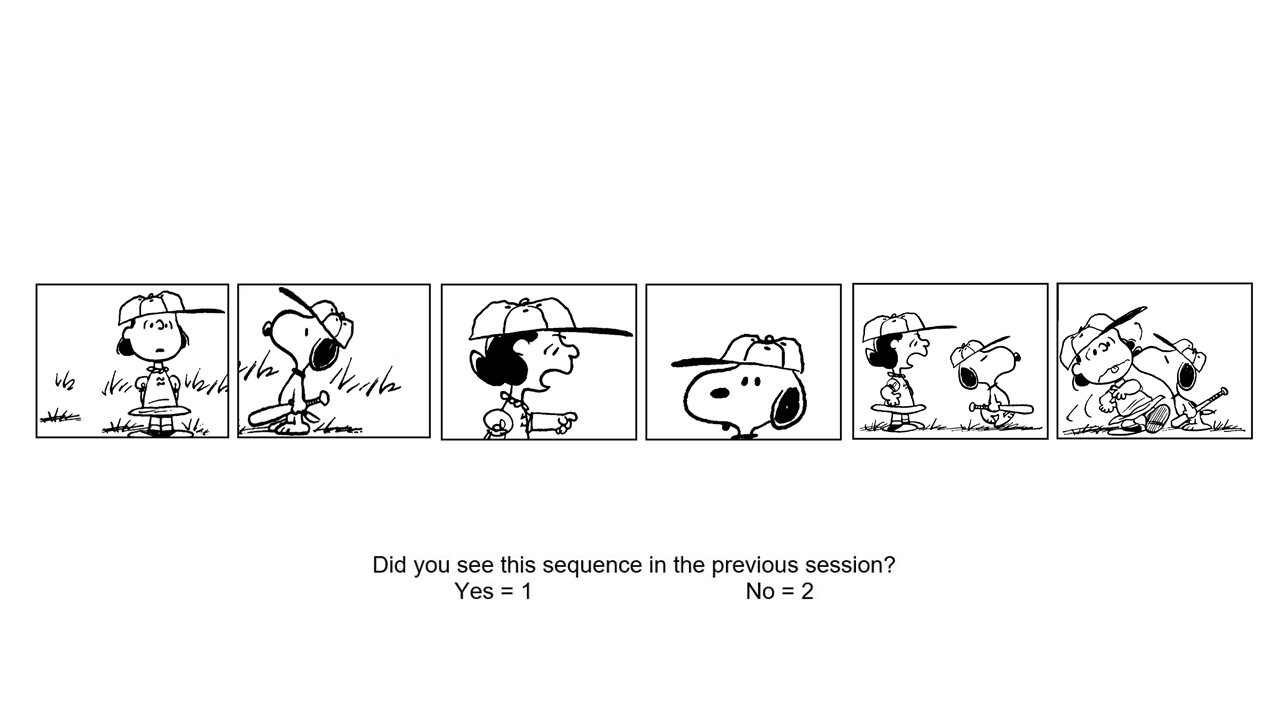 Did you see this sequence in the previous session?
Yes = 1 No = 2